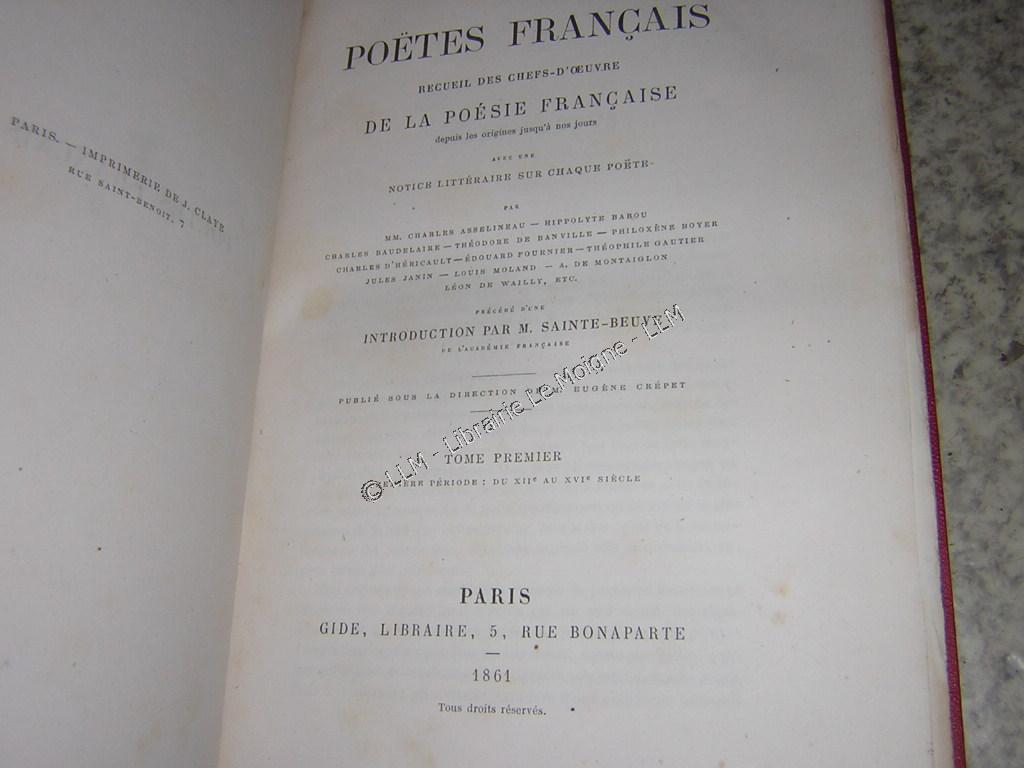 PARIS. — IMPRIMERIE DE J. CLAYE
RUE SAINT-BENOIT, 7
POËTES FRANÇAIS
RECUEIL DES CHEFS-D'ŒUVRE
DE LA POÉSIE FRANÇAISE
depuis les origines jusqu'à nos jours
AVEC UNE
NOTICE LITTÉRAIRE SUR CHAQUE POËTE
PAR
MM. CHARLES ASSELINEAU — HIPPOLYTE BABOU
CHARLES BAUDELAIRE — THÉODORE DE BANVILLE — PHILOXÈNE BOYER
CHARLES D'HÉRICAULT — ÉDOUARD FOURNIER — THÉOPHILE GAUTIER
JULES JANIN — LOUIS MOLAND — A. DE MONTAIGLON
LÉON DE WAILLY, ETC.
PRÉCÉDÉ D'UNE
INTRODUCTION PAR M. SAINTE-BEUVE
DE L'ACADÉMIE FRANÇAISE
PUBLIÉ SOUS LA DIRECTION DE M. EUGÈNE CRÉPET
TOME PREMIER
PÉRIODE : DU XIIe AU XVIe SIÈCLE
© LLM - Librairie Le Moigne - LLM
PARIS
GIDE, LIBRAIRE, 5, RUE BONAPARTE
1861
Tous droits réservés.